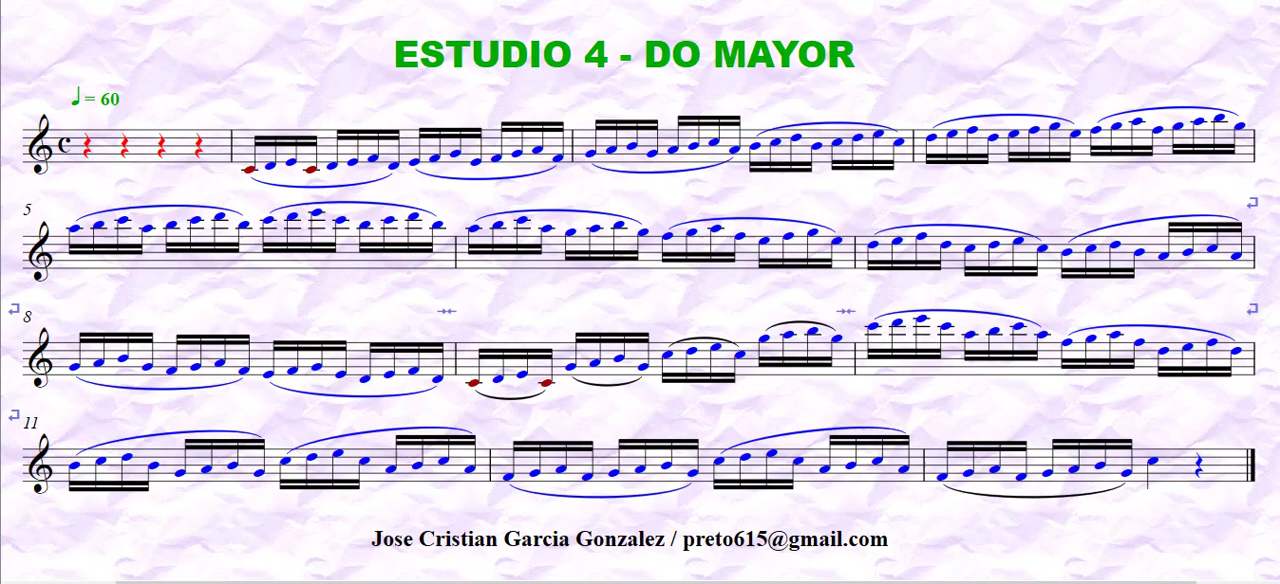 ESTUDIO 4 - DO MAYOR
♩ = 60
5
8
11
Jose Cristian Garcia Gonzalez / preto615@gmail.com